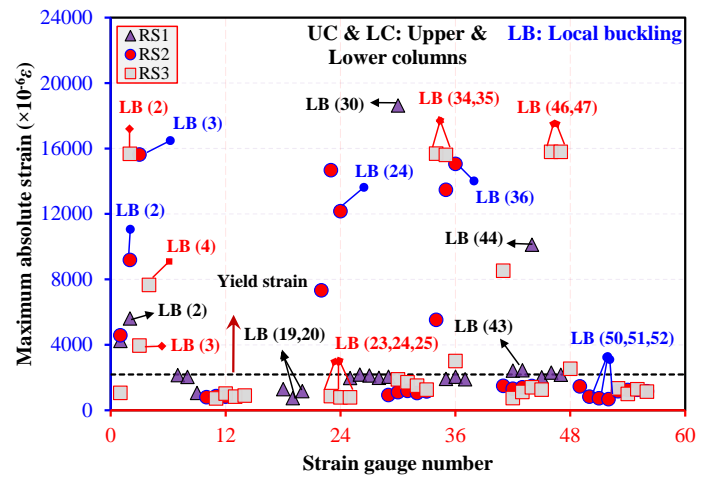 24000
20000
16000
12000
8000
4000
0
Maximum absolute strain (×10⁻⁶ε)
RS1
RS2
RS3
UC & LC: Upper &
Lower columns
LB: Local buckling
LB (2)
LB (3)
LB (30)
LB (34,35)
LB (46,47)
LB (24)
LB (36)
LB (2)
LB (4)
LB (44)
Yield strain
LB (2)
LB (19,20)
LB (43)
LB (3)
LB (23,24,25)
LB (50,51,52)
0
12
24
36
48
60
Strain gauge number